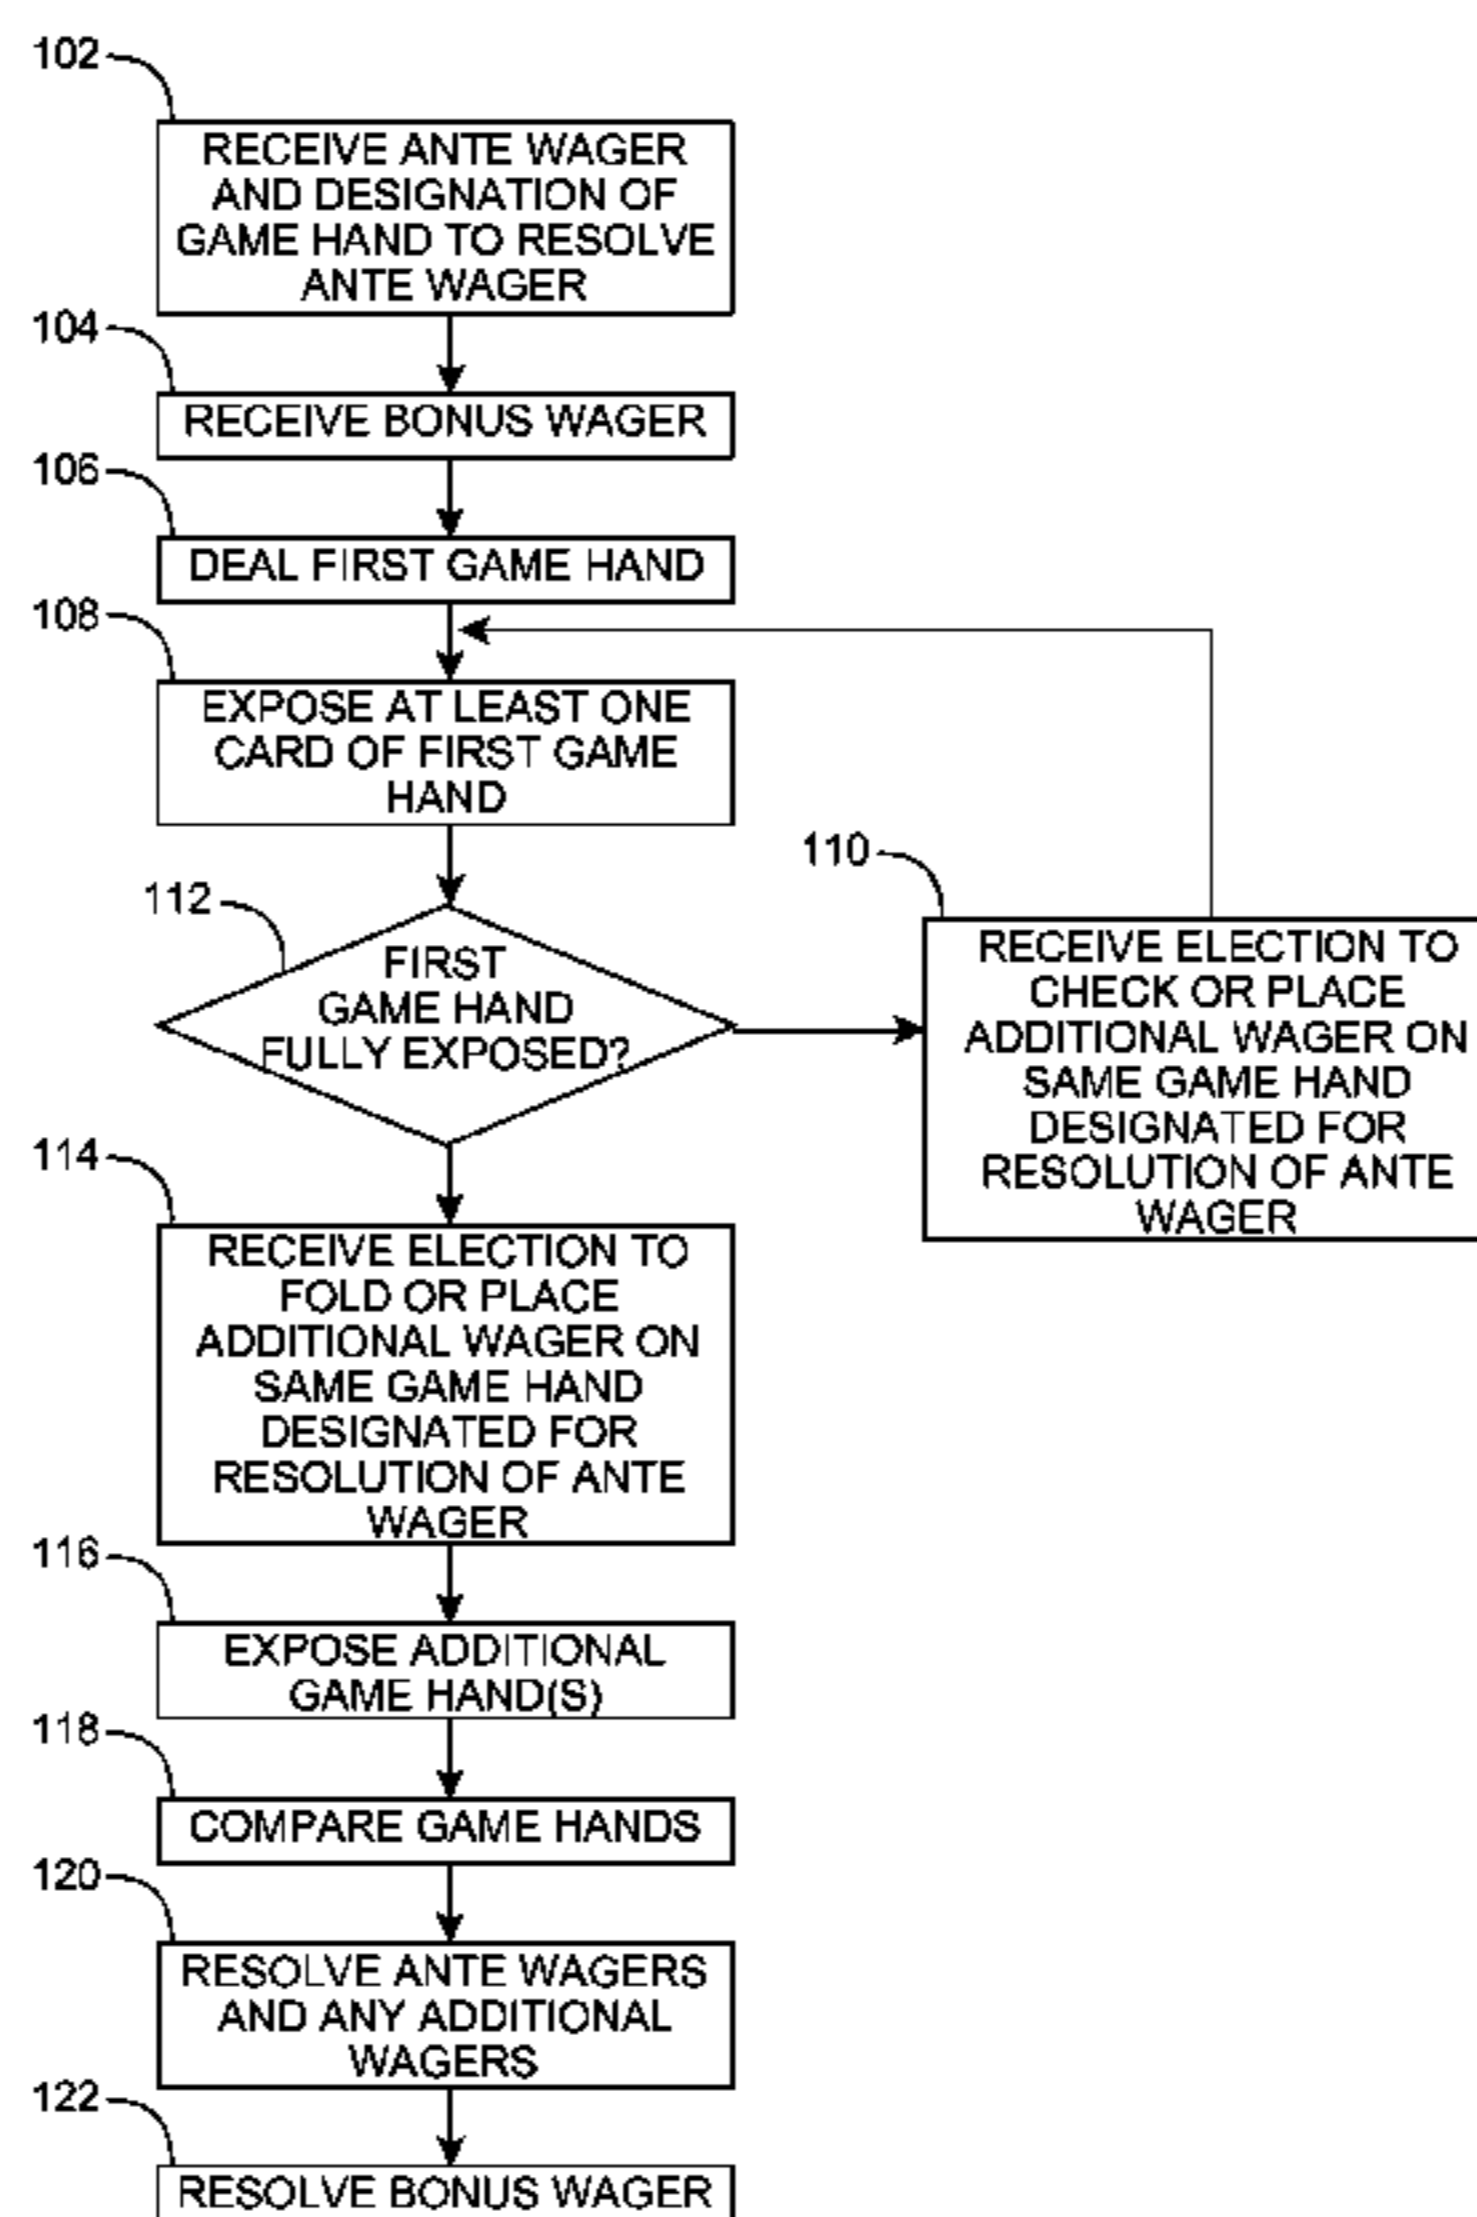 102
RECEIVE ANTE WAGER
AND DESIGNATION OF
GAME HAND TO RESOLVE
ANTE WAGER
104
RECEIVE BONUS WAGER
106
DEAL FIRST GAME HAND
108
EXPOSE AT LEAST ONE
CARD OF FIRST GAME
HAND
112
FIRST
GAME HAND
FULLY EXPOSED?
110
RECEIVE ELECTION TO
CHECK OR PLACE
ADDITIONAL WAGER ON
SAME GAME HAND
DESIGNATED FOR
RESOLUTION OF ANTE
WAGER
114
RECEIVE ELECTION TO
FOLD OR PLACE
ADDITIONAL WAGER ON
SAME GAME HAND
DESIGNATED FOR
RESOLUTION OF ANTE
WAGER
116
EXPOSE ADDITIONAL
GAME HAND(S)
118
COMPARE GAME HANDS
120
RESOLVE ANTE WAGERS
AND ANY ADDITIONAL
WAGERS
122
RESOLVE BONUS WAGER